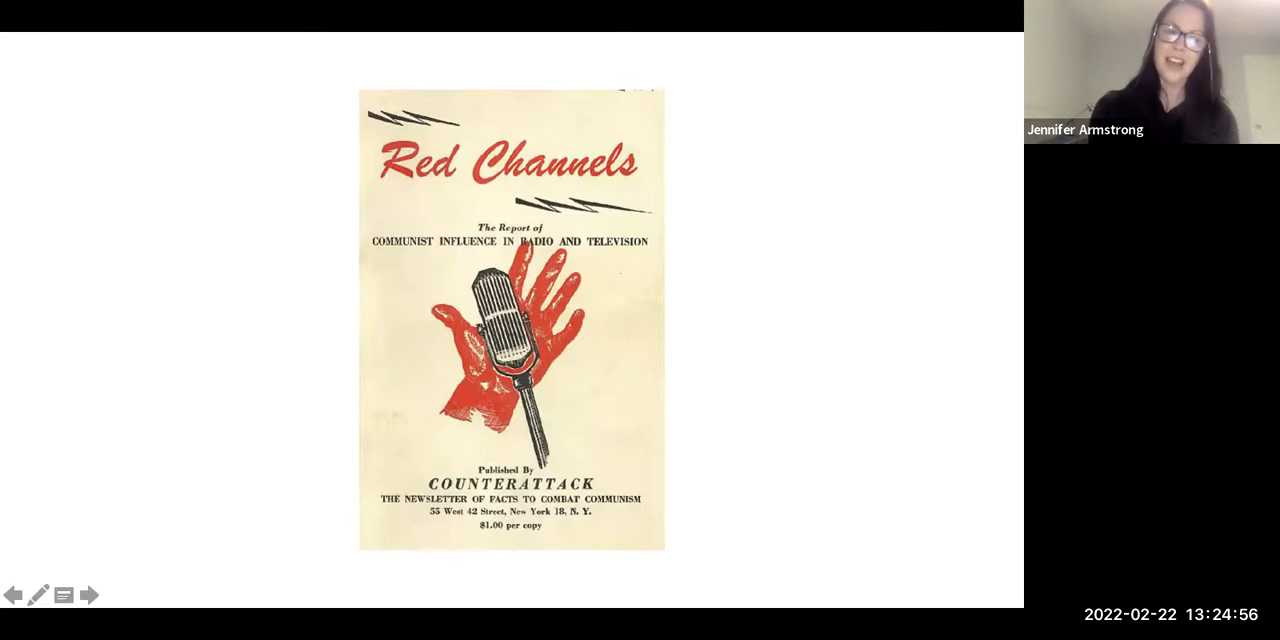 Red Channels
The Report of
COMMUNIST INFLUENCE IN RADIO AND TELEVISION
Published By
COUNTERATTACK
THE NEWSLETTER OF FACTS TO COMBAT COMMUNISM
55 West 42 Street, New York 18, N. Y.
$1.00 per copy
Jennifer Armstrong
2022-02-22 13:24:56